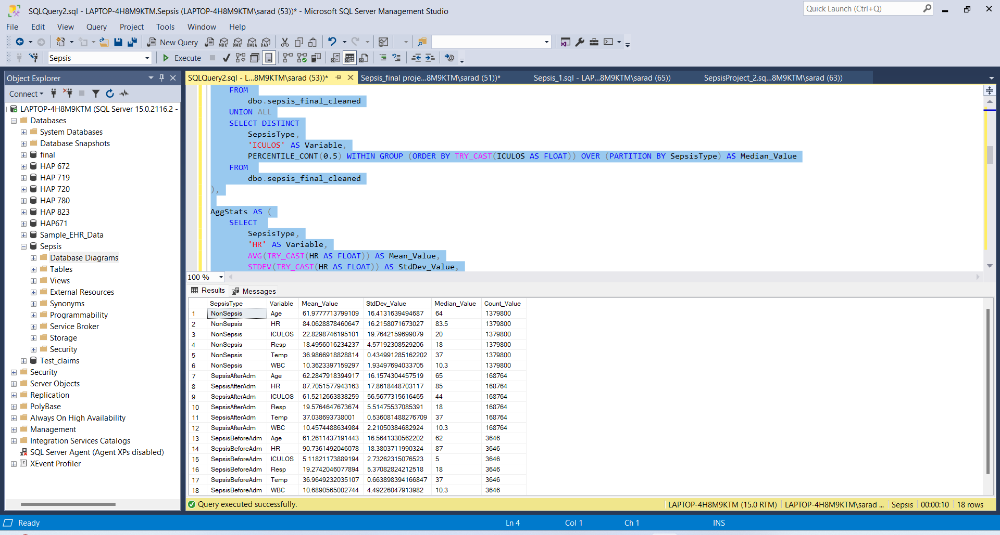 SQLQuery2.sql - LAPTOP-4H8M9KTM.Sepsis (LAPTOP-4H8M9KTM\sarad (53))* - Microsoft SQL Server Management Studio
Quick Launch (Ctrl+Q)
File Edit View Query Project Tools Window Help
New Query MDX DMX XMLA DAX
Sepsis Execute
Object Explorer
Connect
LAPTOP-4H8M9KTM (SQL Server 15.0.2116.2 -
Databases
System Databases
Database Snapshots
final
HAP 672
HAP 719
HAP 720
HAP 780
HAP 823
HAP671
Sample_EHR_Data
Sepsis
Database Diagrams
Tables
Views
External Resources
Synonyms
Programmability
Service Broker
Storage
Security
Test_claims
Security
Server Objects
Replication
PolyBase
Always On High Availability
Management
Integration Services Catalogs
SQL Server Agent (Agent XPs disabled)
XEvent Profiler
SQLQuery2.sql - L...8M9KTM\sarad (53))* Sepsis_final proje...8M9KTM\sarad (51))* Sepsis_1.sql - LAP...8M9KTM\sarad (65)) SepsisProject_2.sq...8M9KTM\sarad (63))
FROM
dbo.sepsis_final_cleaned
UNION ALL
SELECT DISTINCT
SepsisType,
'ICULOS' AS Variable,
PERCENTILE_CONT(0.5) WITHIN GROUP (ORDER BY TRY_CAST(ICULOS AS FLOAT)) OVER (PARTITION BY SepsisType) AS Median_Value
FROM
dbo.sepsis_final_cleaned
),
AggStats AS (
SELECT
SepsisType,
'HR' AS Variable,
AVG(TRY_CAST(HR AS FLOAT)) AS Mean_Value,
STDEV(TRY_CAST(HR AS FLOAT)) AS StdDev_Value,
100 %
Results Messages
SepsisType Variable Mean_Value StdDev_Value Median_Value Count_Value
1 NonSepsis Age 61.9777713799109 16.4131639494687 64 1379800
2 NonSepsis HR 84.0628878460647 16.2158071673027 83.5 1379800
3 NonSepsis ICULOS 22.8298746195101 19.7642159699079 20 1379800
4 NonSepsis Resp 18.4956016234237 4.57192308529206 18 1379800
5 NonSepsis Temp 36.9866918828814 0.434991285162202 37 1379800
6 NonSepsis WBC 10.3623397159297 1.93497694033705 10.3 1379800
7 SepsisAfterAdm Age 62.2847918394917 16.1574304457519 65 168764
8 SepsisAfterAdm HR 87.7051577943163 17.8618448703117 85 168764
9 SepsisAfterAdm ICULOS 61.5212663838259 56.5677315616465 44 168764
10 SepsisAfterAdm Resp 19.5764647673674 5.51475537085391 18 168764
11 SepsisAfterAdm Temp 37.038693738001 0.536081488276709 37 168764
12 SepsisAfterAdm WBC 10.4574488634984 2.21050384682924 10.3 168764
13 SepsisBeforeAdm Age 61.2611437191443 16.5641330562202 62 3646
14 SepsisBeforeAdm HR 90.7361492046078 18.3803711990324 87 3646
15 SepsisBeforeAdm ICULOS 5.11821173889194 2.73262315076523 5 3646
16 SepsisBeforeAdm Resp 19.2742046077894 5.37082824212518 18 3646
17 SepsisBeforeAdm Temp 36.9649232035107 0.663898394166847 37 3646
18 SepsisBeforeAdm WBC 10.6890565002744 4.49226047913982 10.3 3646
Query executed successfully. LAPTOP-4H8M9KTM (15.0 RTM) LAPTOP-4H8M9KTM\sarad ... Sepsis 00:00:10 18 rows
Ready Ln 4 Col 1 Ch 1 INS